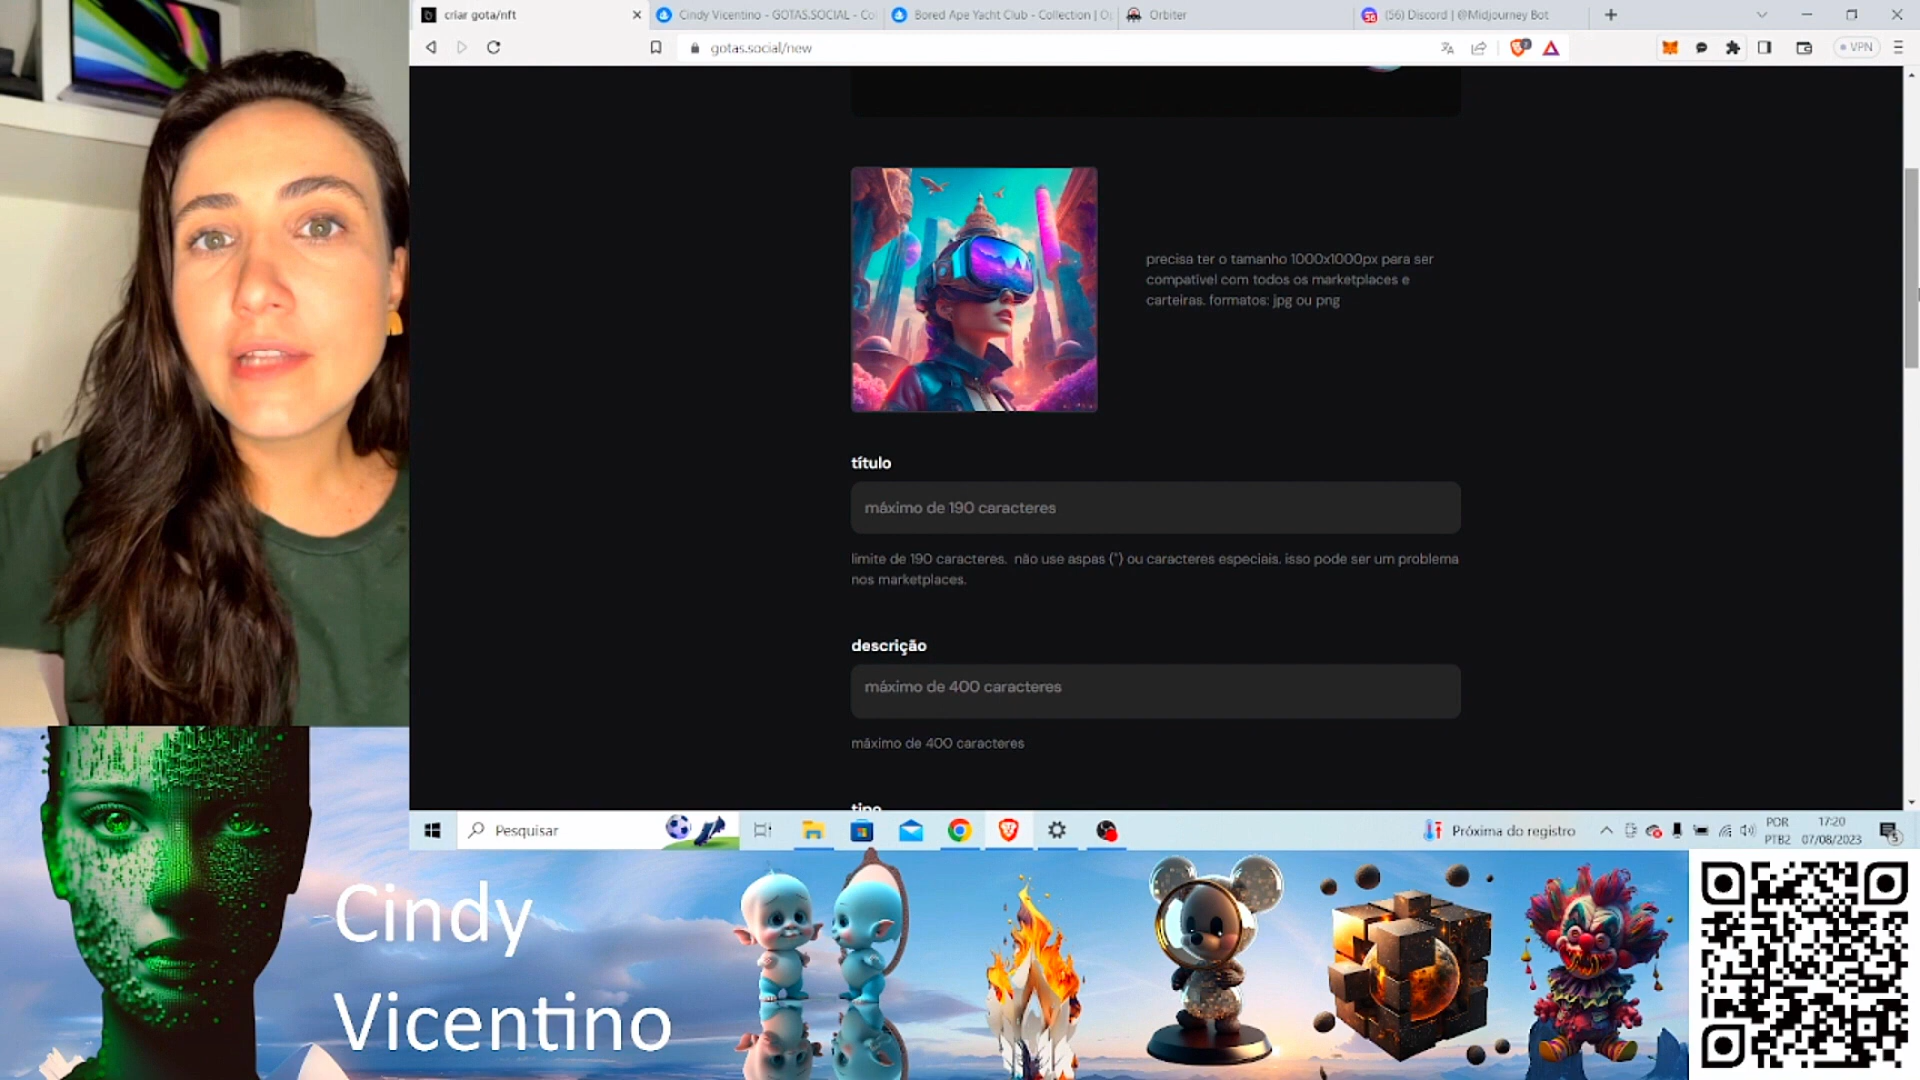 criar gota/nft
Cindy Vicentino - GOTAS.SOCIAL - Co
Bored Ape Yacht Club - Collection | O
Orbiter
(56) Discord | @Midjourney Bot
gotas.social/new
VPN
precisa ter o tamanho 1000x1000px para ser
compatível com todos os marketplaces e
carteiras. formatos: jpg ou png
título
máximo de 190 caracteres
limite de 190 caracteres. não use aspas (") ou caracteres especiais. isso pode ser um problema
nos marketplaces.
descrição
máximo de 400 caracteres
máximo de 400 caracteres
tipo
Pesquisar
Próxima do registro
POR
PTB2
17:20
07/08/2023
5
Cindy
Vicentino